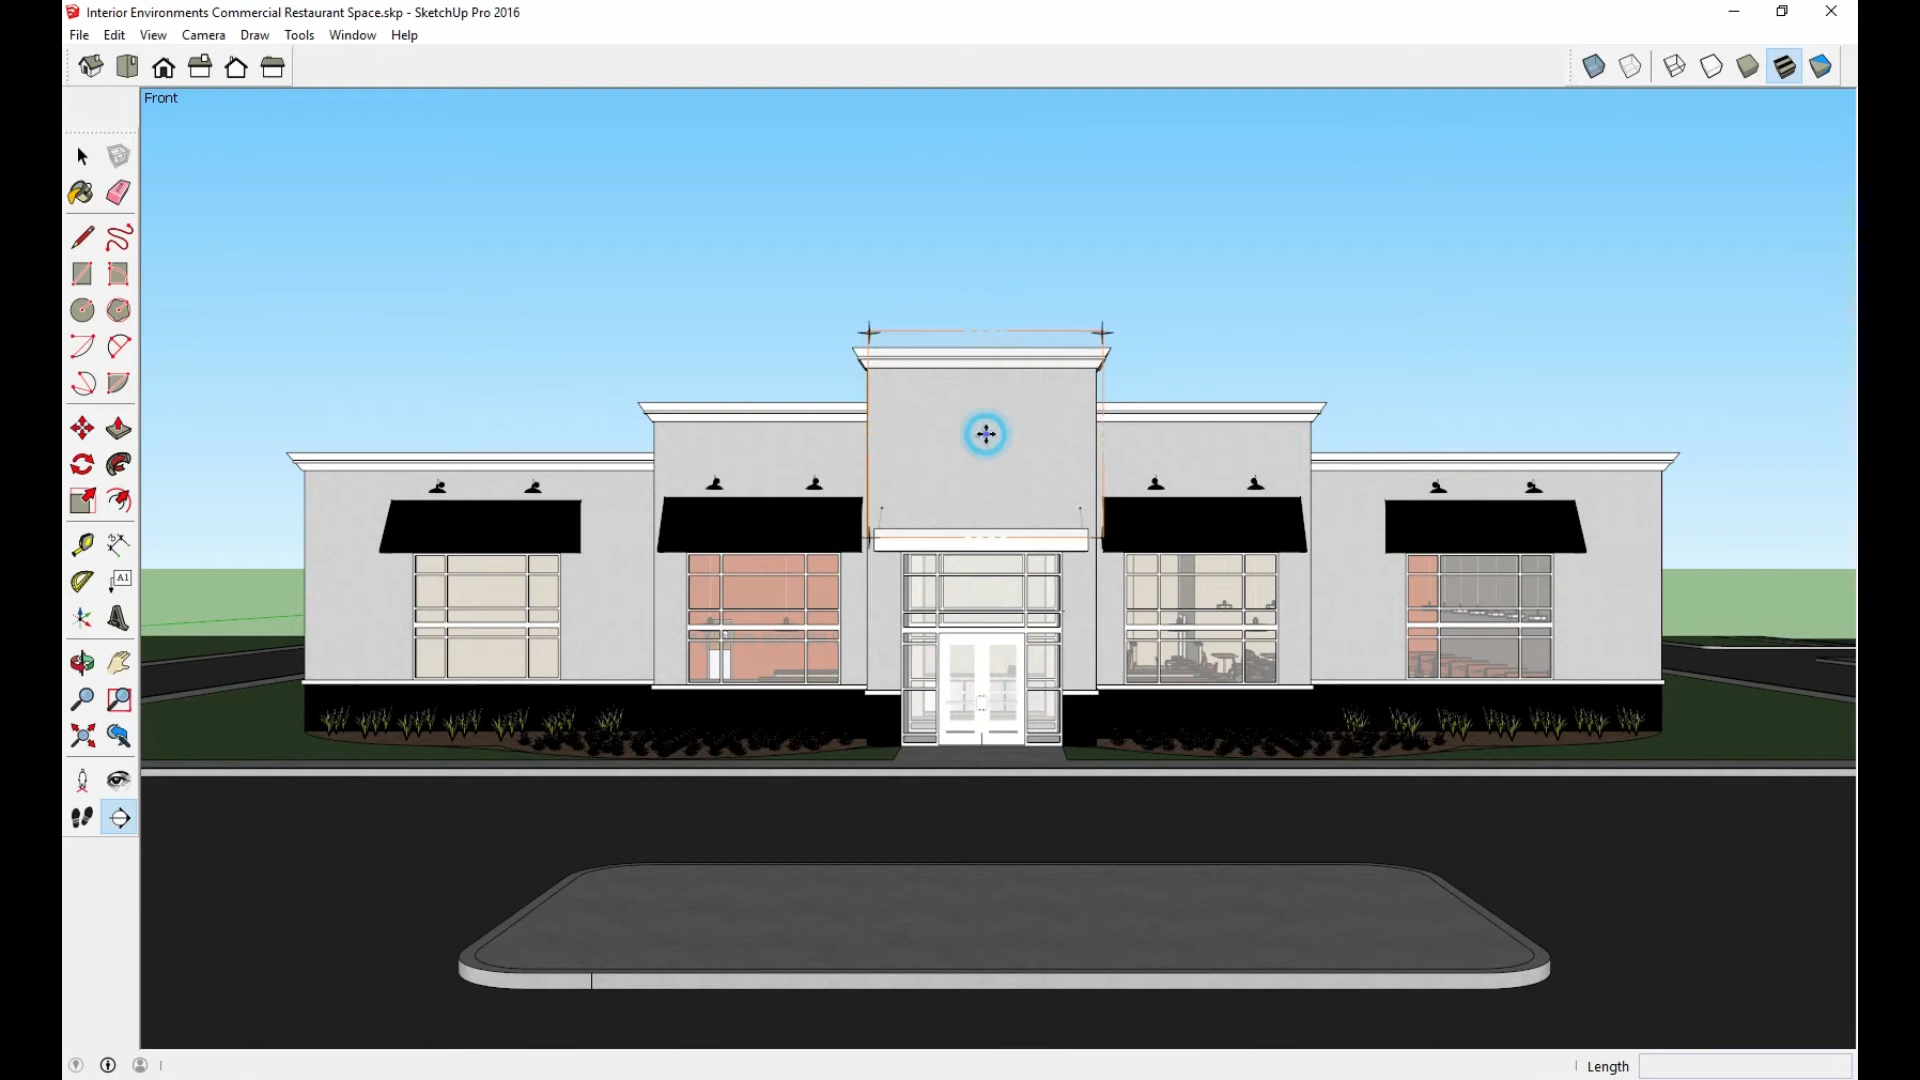 Interior Environments Commercial Restaurant Space.skp - SketchUp Pro 2016
File Edit View Camera Draw Tools Window Help
Front
A1
Length